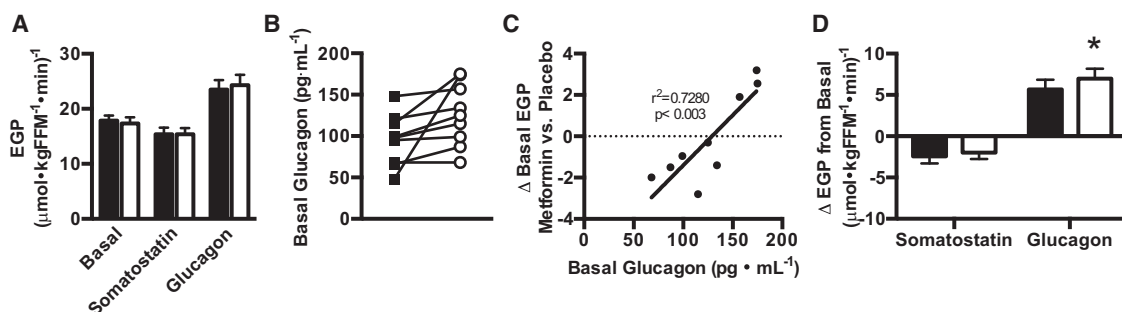 A
EGP
(μmol•kgFFM-1•min)-1
30
20
10
0
Basal
Somatostatin
Glucagon
B
Basal Glucagon (pg·mL-1)
200
150
100
50
0
C
Δ Basal EGP
Metformin vs. Placebo
4
2
0
-2
-4
r2=0.7280
p< 0.003
0 50 100 150 200
Basal Glucagon (pg • mL-1)
D
Δ EGP from Basal
(μmol•kgFFM-1•min)-1
10
5
0
-5
-10
*
Somatostatin Glucagon